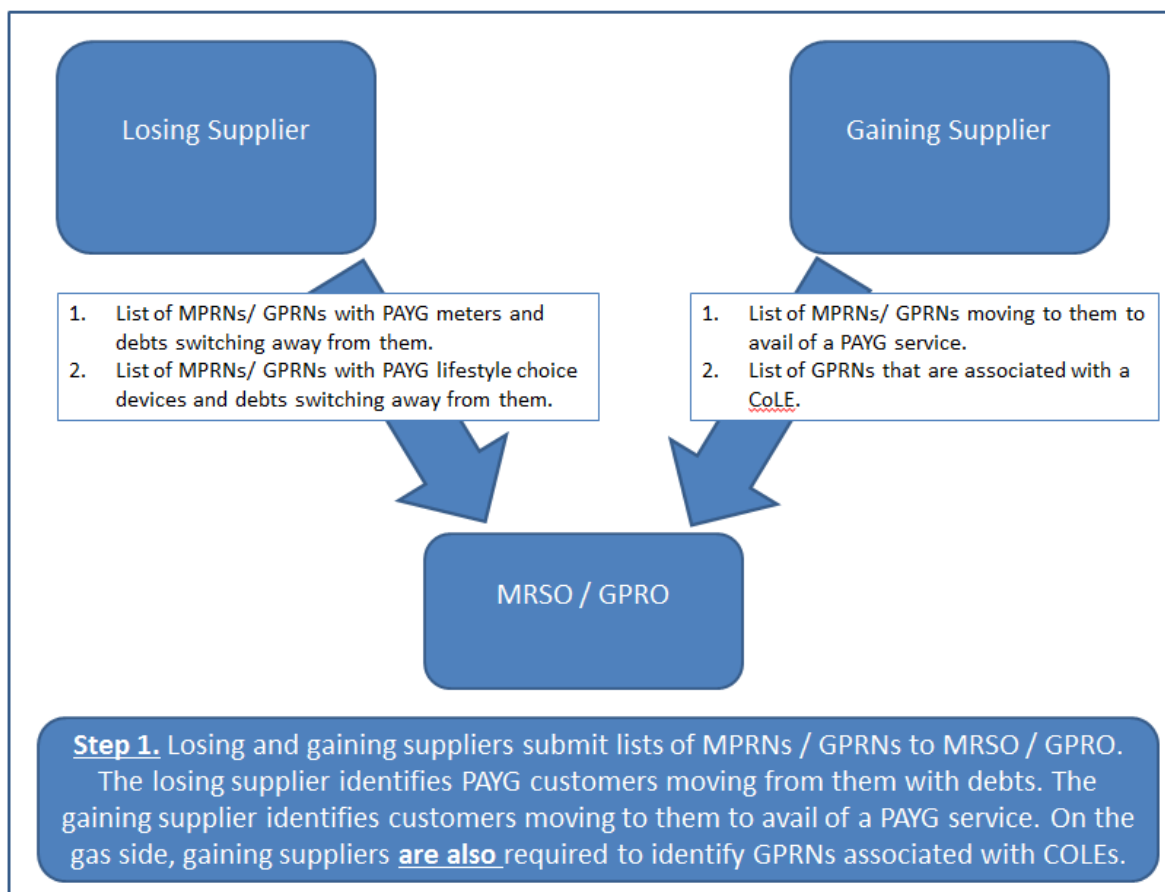 Losing Supplier
Gaining Supplier
1. List of MPRNs/ GPRNs with PAYG meters and
debts switching away from them.
2. List of MPRNs/ GPRNs with PAYG lifestyle choice
devices and debts switching away from them.
1. List of MPRNs/ GPRNs moving to them to
avail of a PAYG service.
2. List of GPRNs that are associated with a
CoLE.
MRSO / GPRO
Step 1. Losing and gaining suppliers submit lists of MPRNs / GPRNs to MRSO / GPRO.
The losing supplier identifies PAYG customers moving from them with debts. The
gaining supplier identifies customers moving to them to avail of a PAYG service. On the
gas side, gaining suppliers are also required to identify GPRNs associated with COLEs.